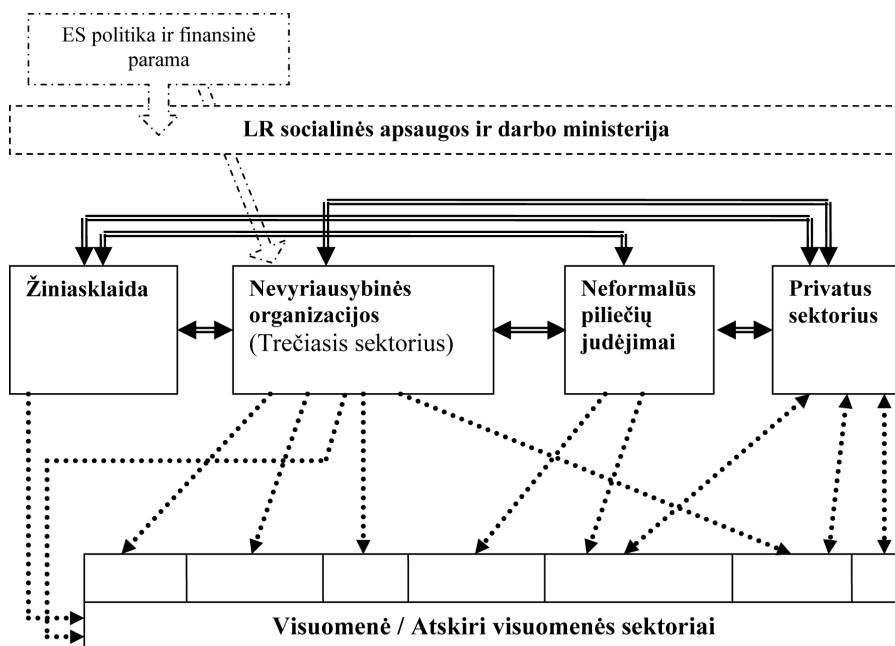 ES politika ir finansinė
parama
LR socialinės apsaugos ir darbo ministerija
Žiniasklaida
Nevyriausybinės
organizacijos
(Trečiasis sektorius)
Neformalūs
piliečių
judėjimai
Privatus
sektorius
Visuomenė / Atskiri visuomenės sektoriai